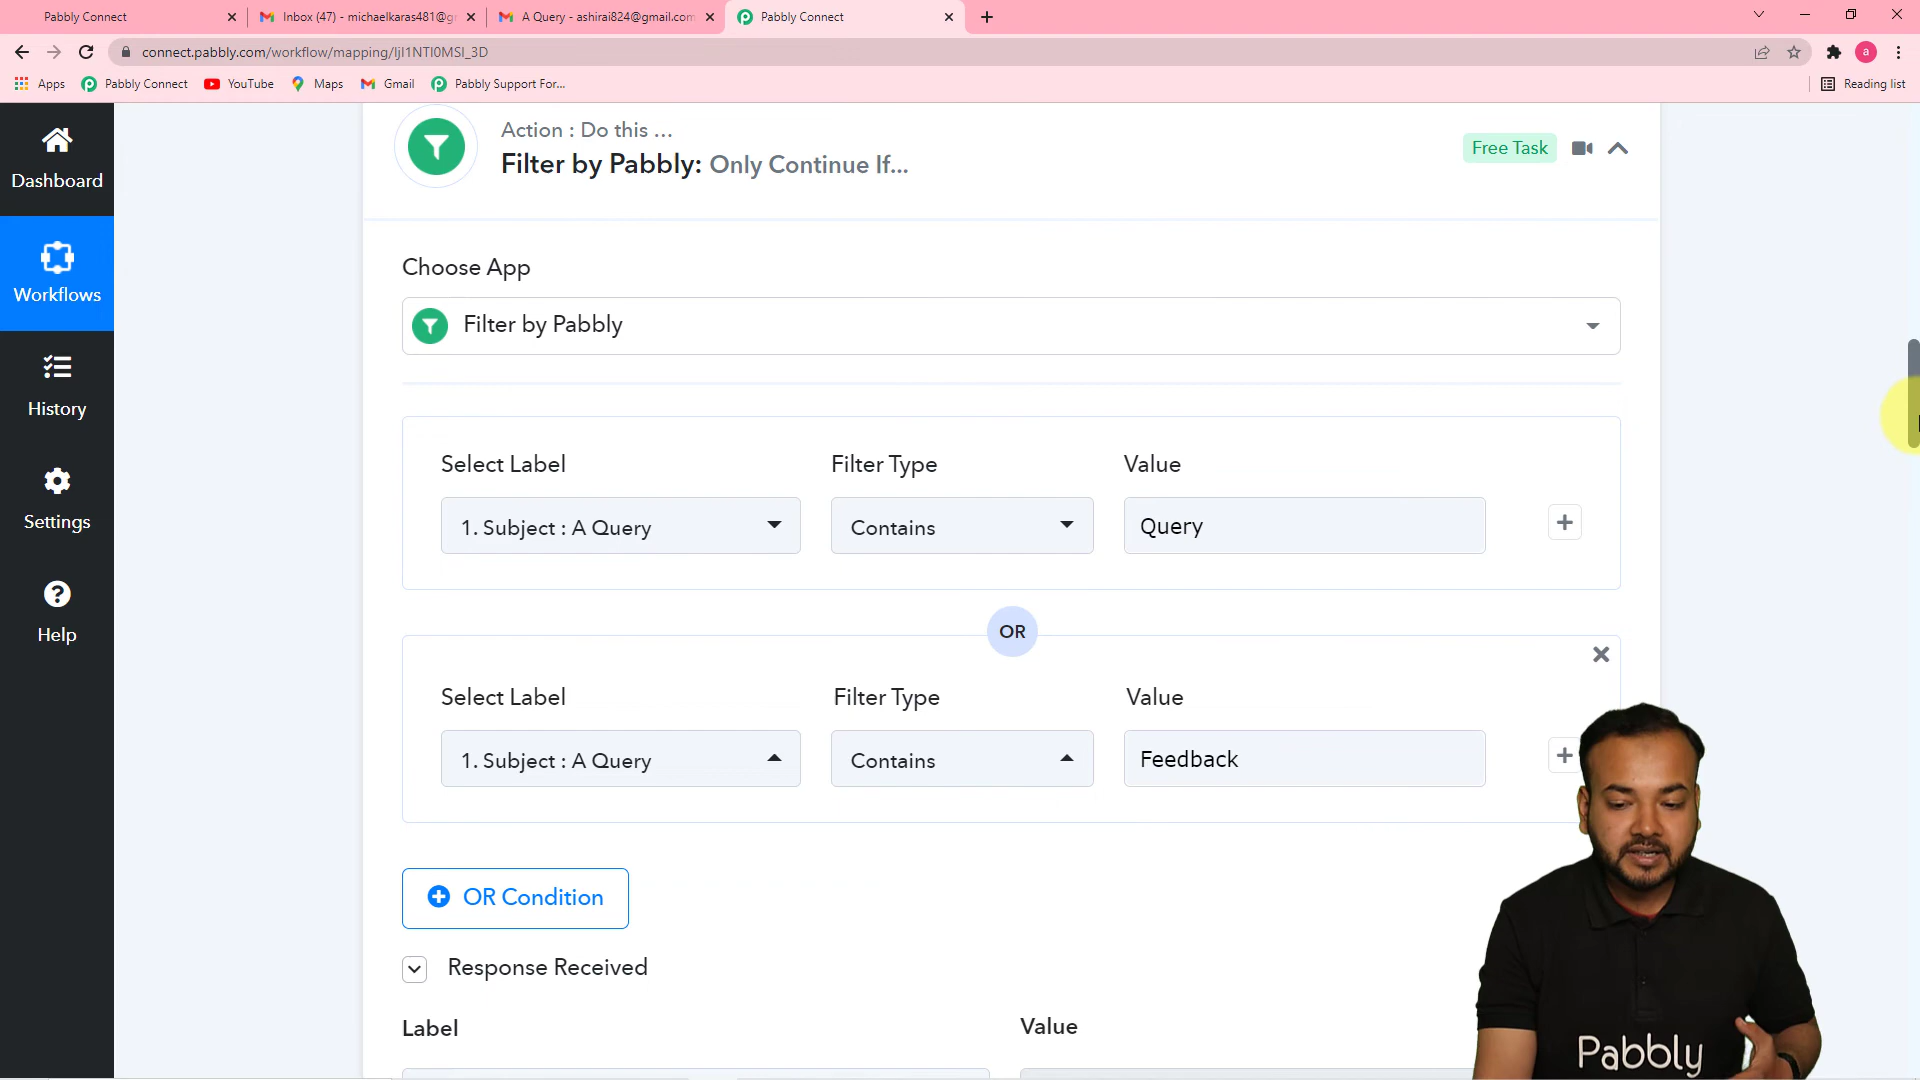 Pabbly Connect
Inbox (47) - michaelkaras481@gr
A Query - ashirai824@gmail.com
Pabbly Connect
connect.pabbly.com/workflow/mapping/IjI1NTI0MSI_3D
Apps
Pabbly Connect
YouTube
Maps
Gmail
Pabbly Support For...
Reading list
a
Dashboard
Workflows
History
Settings
Help
Action : Do this ...
Filter by Pabbly: Only Continue If...
Free Task
Choose App
Filter by Pabbly
Select Label
Filter Type
Value
1. Subject : A Query
Contains
Query
OR
Select Label
Filter Type
Value
1. Subject : A Query
Contains
Feedback
OR Condition
Response Received
Label
Value
Pabbly